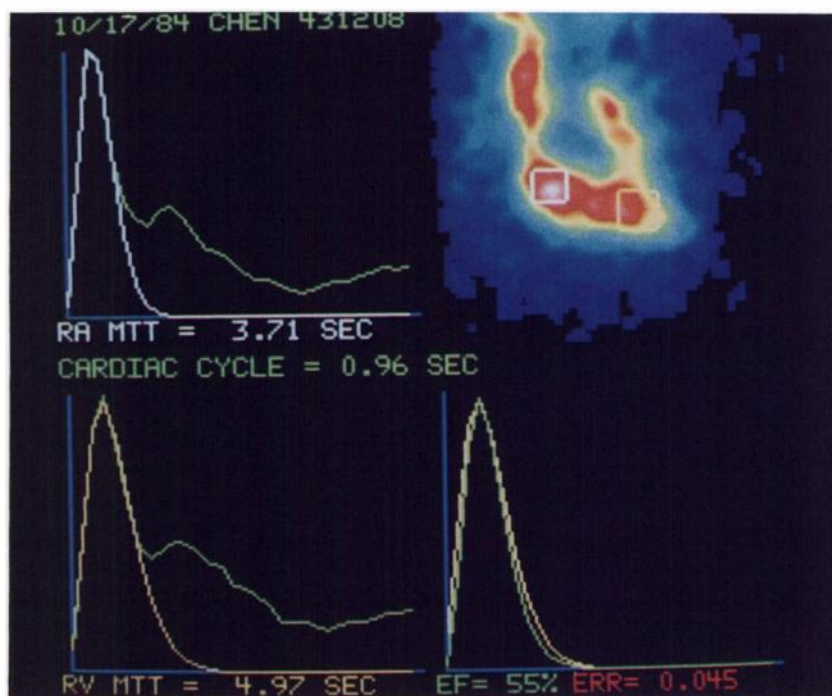 10/17/84 CHEN 431208
RA MTT = 3.71 SEC
CARDIAC CYCLE = 0.96 SEC
RV MTT = 4.97 SEC
EF= 55% ERR= 0.045